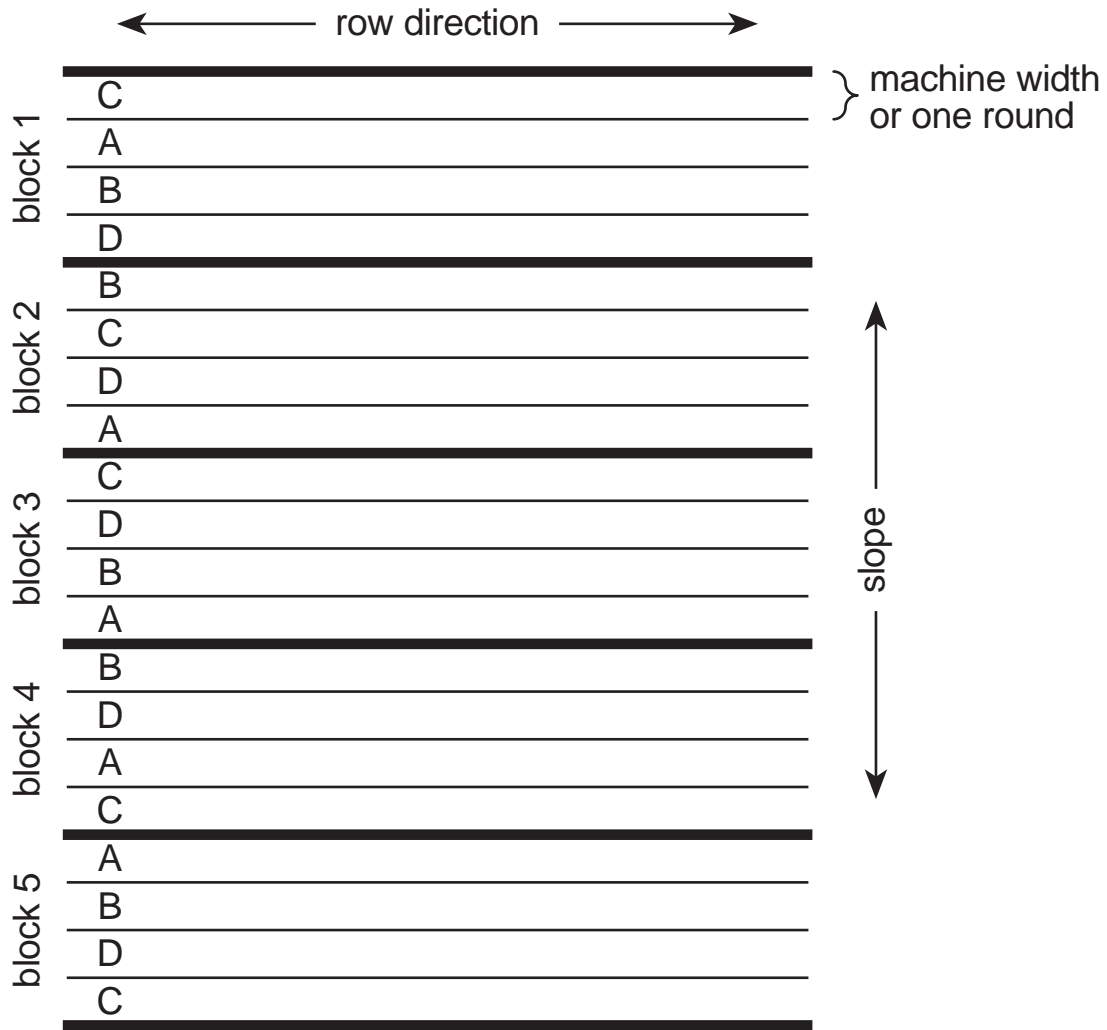 row direction
machine width
or one round
block 1
C
A
B
D
block 2
B
C
D
A
block 3
C
D
B
A
block 4
B
D
A
C
block 5
A
B
D
C
slope